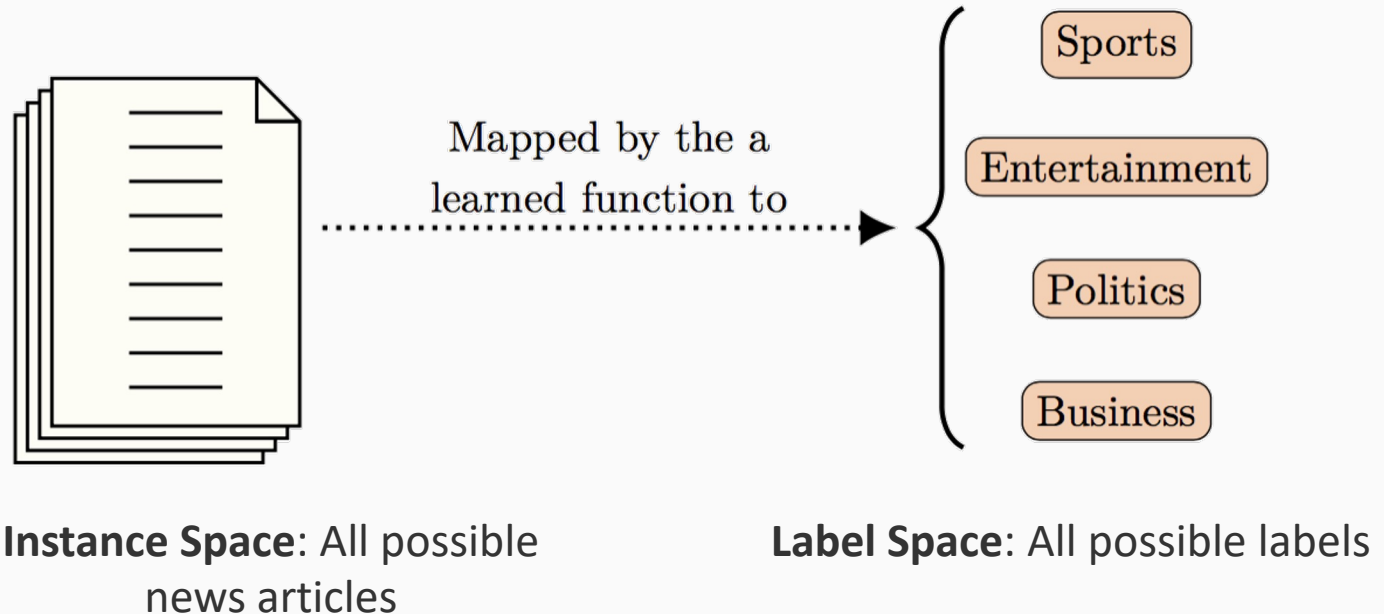 Mapped by the a
learned function to
Sports
Entertainment
Politics
Business
Instance Space: All possible
news articles
Label Space: All possible labels